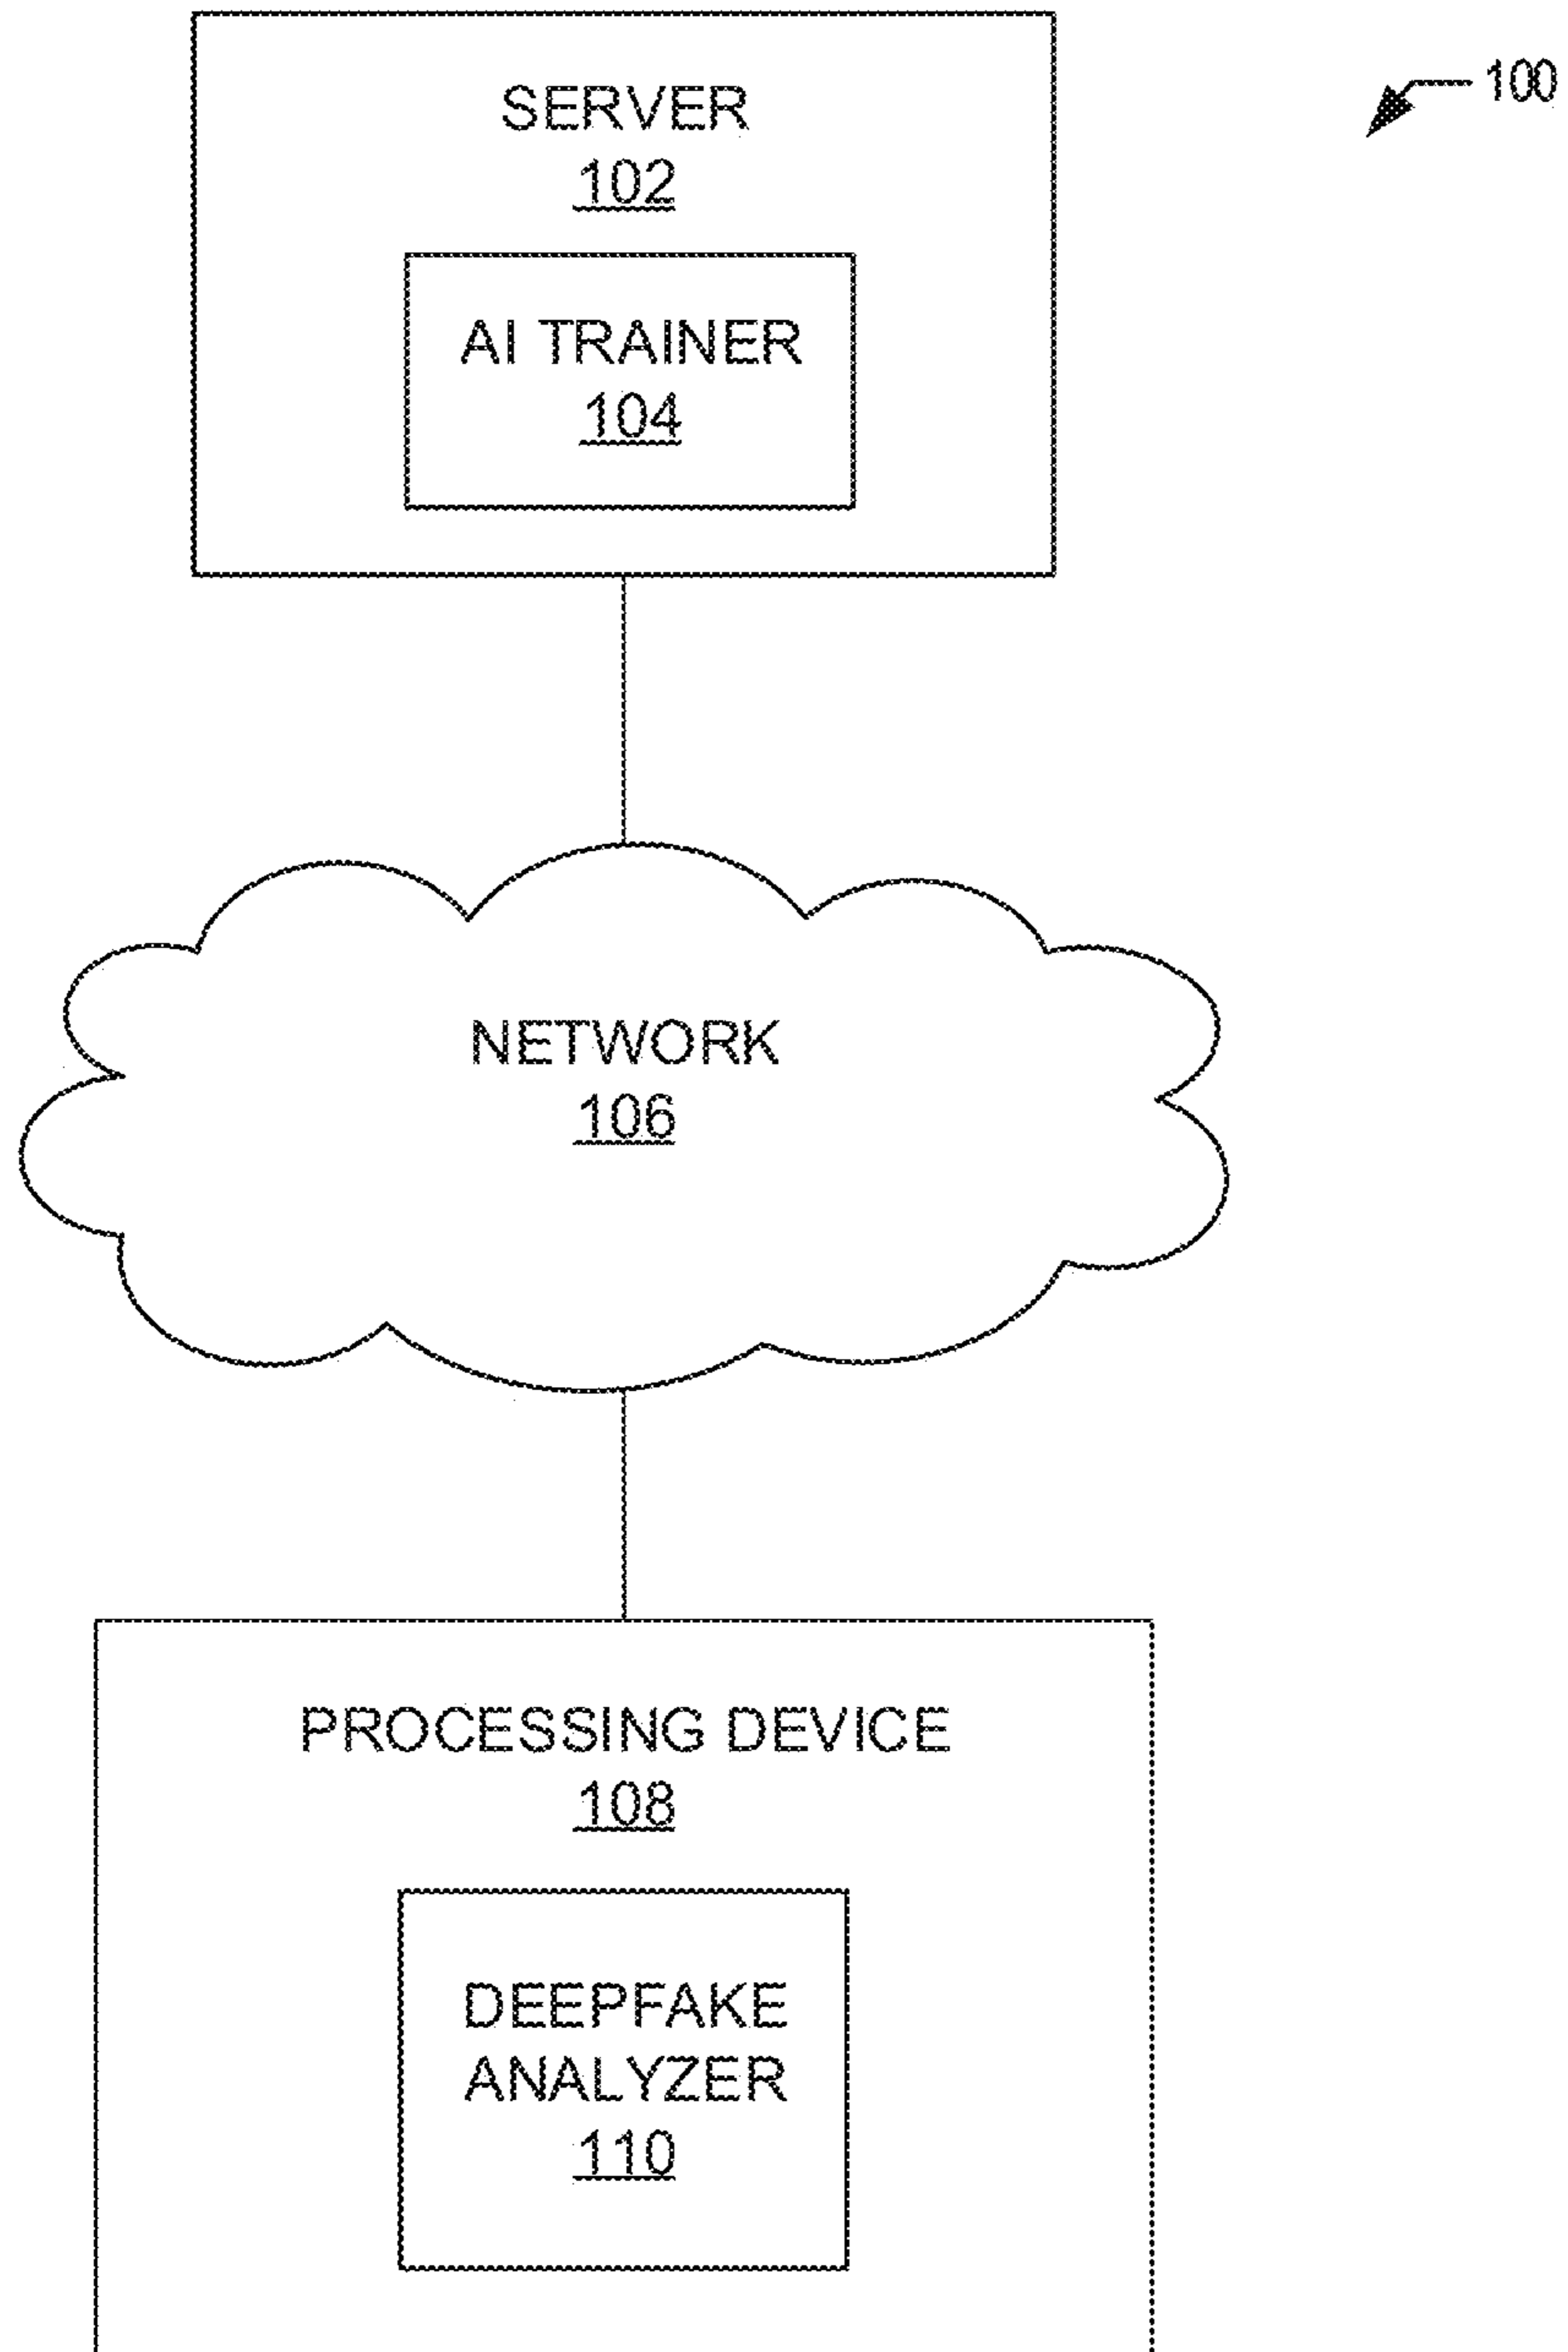 100
SERVER
102
AI TRAINER
104
NETWORK
106
PROCESSING DEVICE
108
DEEPFAKE
ANALYZER
110